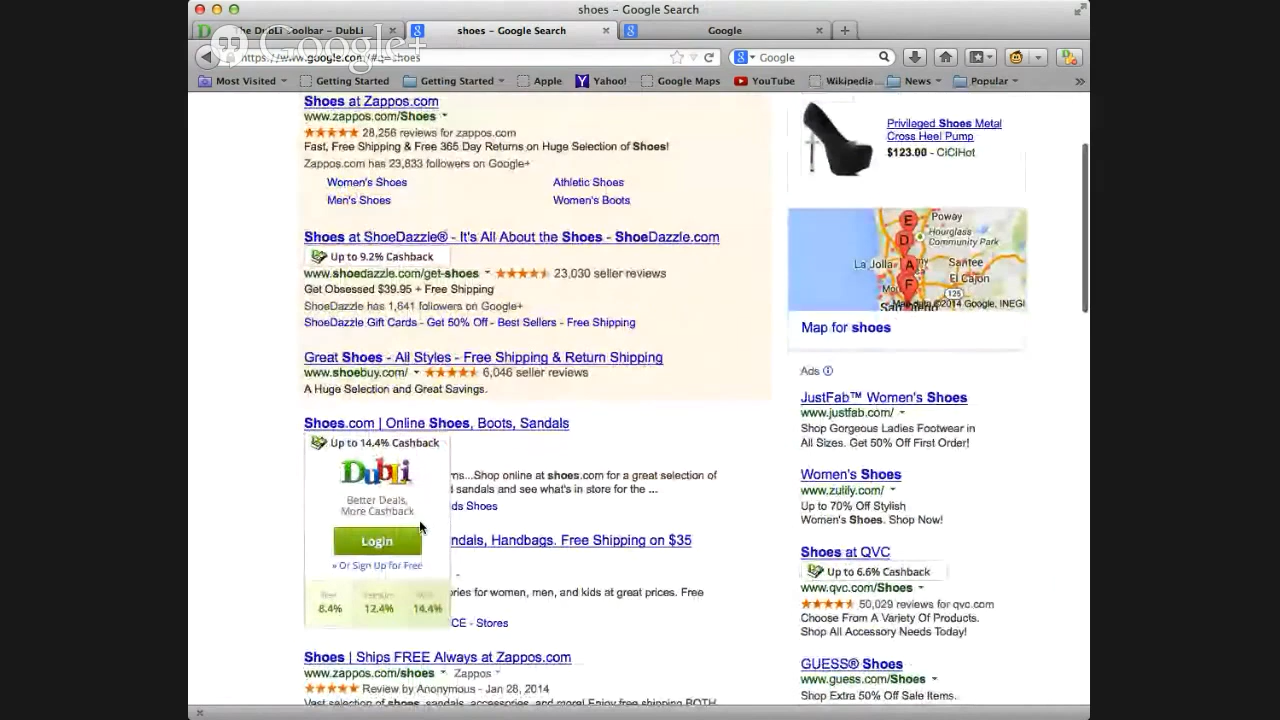 shoes - Google Search
The DubLi Toolbar - DubLi
shoes - Google Search
Google
Google+
https://www.google.com/#q=shoes
Google
Most Visited
Getting Started
Getting Started
Apple
Yahoo!
Google Maps
YouTube
Wikipedia
News
Popular
Shoes at Zappos.com
www.zappos.com/Shoes
28,256 reviews for zappos.com
Fast, Free Shipping & Free 365 Day Returns on Huge Selection of Shoes!
Zappos.com has 23,833 followers on Google+
Women's Shoes
Athletic Shoes
Men's Shoes
Women's Boots
Shoes at ShoeDazzle® - It's All About the Shoes - ShoeDazzle.com
Up to 9.2% Cashback
www.shoedazzle.com/get-shoes
23,030 seller reviews
Get Obsessed $39.95 + Free Shipping
ShoeDazzle has 1,641 followers on Google+
ShoeDazzle Gift Cards - Get 50% Off - Best Sellers - Free Shipping
Great Shoes - All Styles - Free Shipping & Return Shipping
www.shoebuy.com/
6,046 seller reviews
A Huge Selection and Great Savings.
Shoes.com | Online Shoes, Boots, Sandals
Up to 14.4% Cashback
DubLi
Better Deals,
More Cashback
Login
» Or Sign Up for Free
8.4%
12.4%
14.4%
ms...Shop online at shoes.com for a great selection of
sandals and see what's in store for the ...
ds Shoes
ndals, Handbags. Free Shipping on $35
ories for women, men, and kids at great prices. Free
CE - Stores
Shoes | Ships FREE Always at Zappos.com
www.zappos.com/shoes
Zappos
Review by Anonymous - Jan 28, 2014
Vast selection of shoes, sandals, accessories, and more! Enjoy free shipping BOTH
Privileged Shoes Metal
Cross Heel Pump
$123.00 - CiCiHot
E
Poway
D
Hourglass
Community Park
La Jolla
A
Santee
F
El Cajon
125
San Diego
Map data ©2014 Google, INEGI
Map for shoes
Ads
JustFab™ Women's Shoes
www.justfab.com/
Shop Gorgeous Ladies Footwear in
All Sizes. Get 50% Off First Order!
Women's Shoes
www.zulily.com/
Up to 70% Off Stylish
Women's Shoes. Shop Now!
Shoes at QVC
Up to 6.6% Cashback
www.qvc.com/Shoes
50,029 reviews for qvc.com
Choose From A Variety Of Products.
Shop All Accessory Needs Today!
GUESS® Shoes
www.guess.com/Shoes
Shop Extra 50% Off Sale Items.